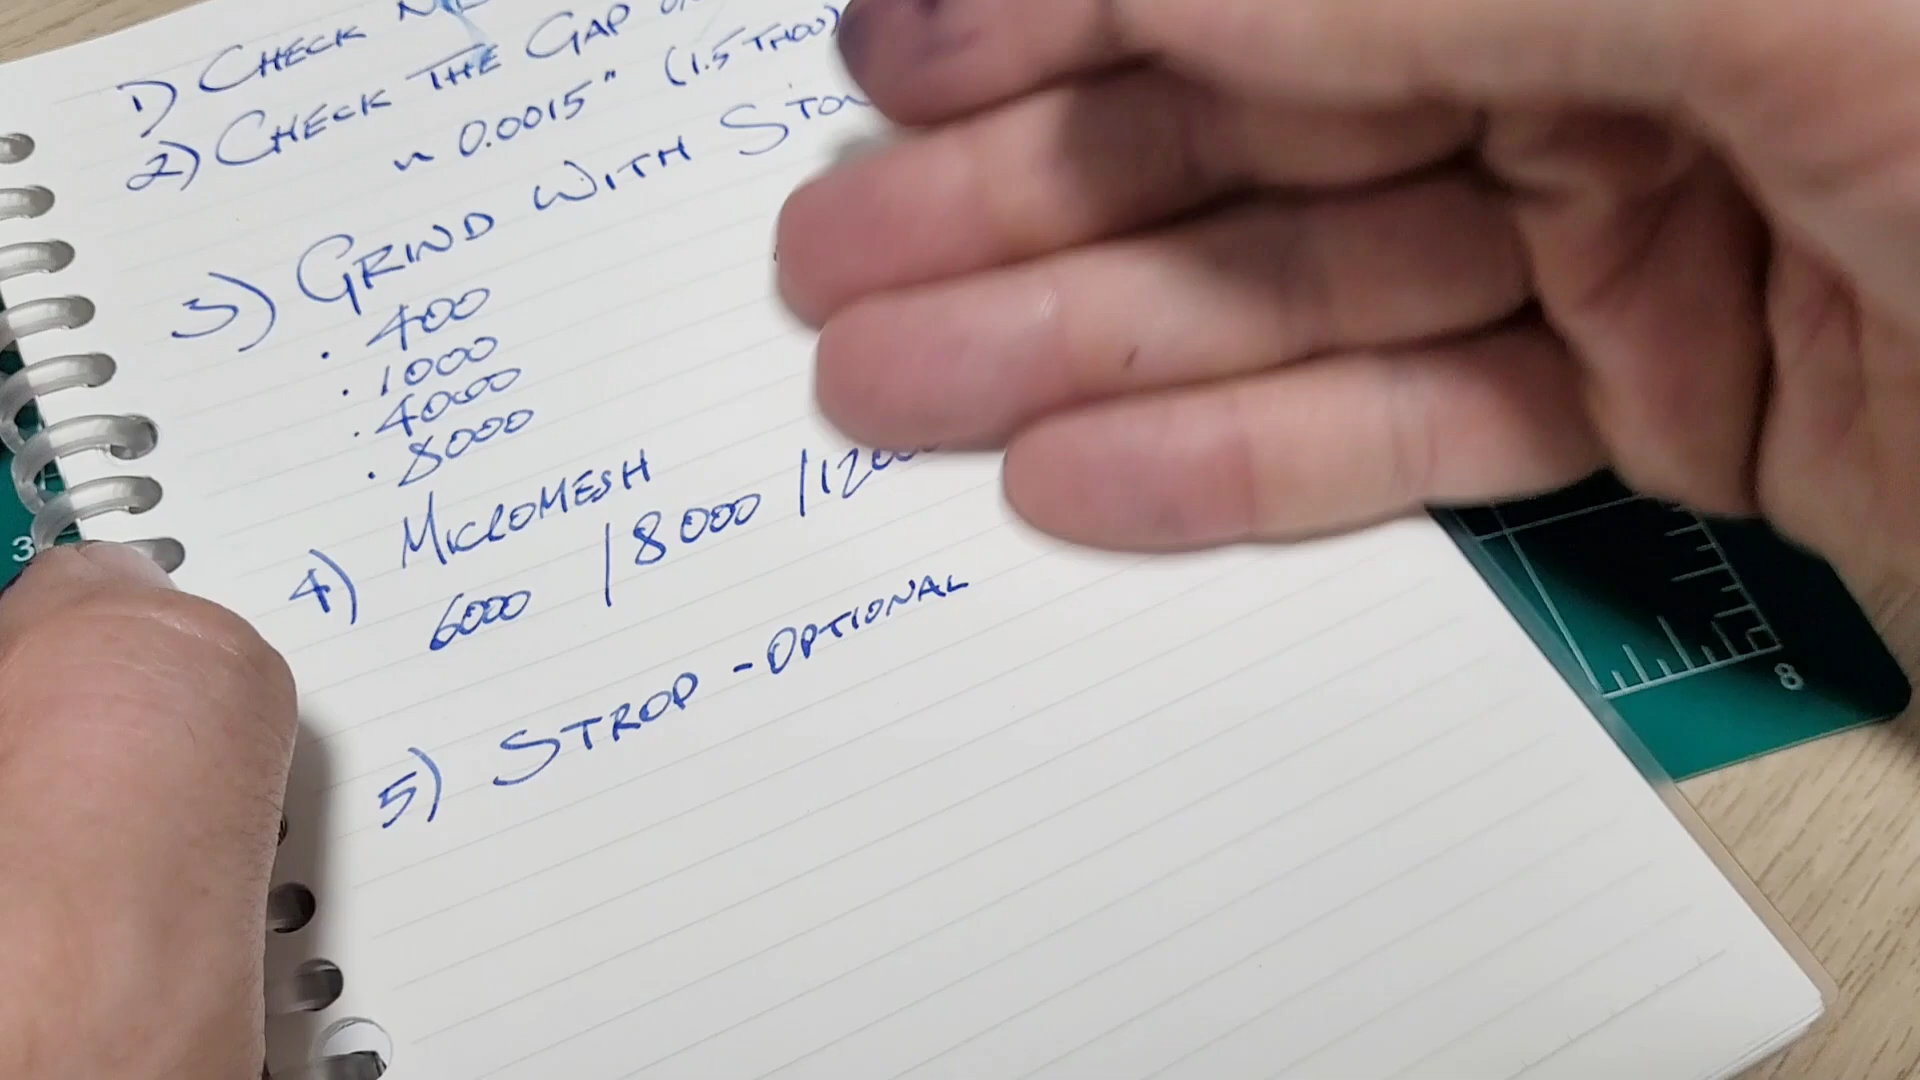 1) CHECK
2) CHECK THE GAP
~ 0.0015" (1.5 THOU)
3) GRIND WITH
· 400
· 1000
· 4000
· 8000
4) MICROMESH
6000 / 8000 /
5) STROP - OPTIONAL
3
8